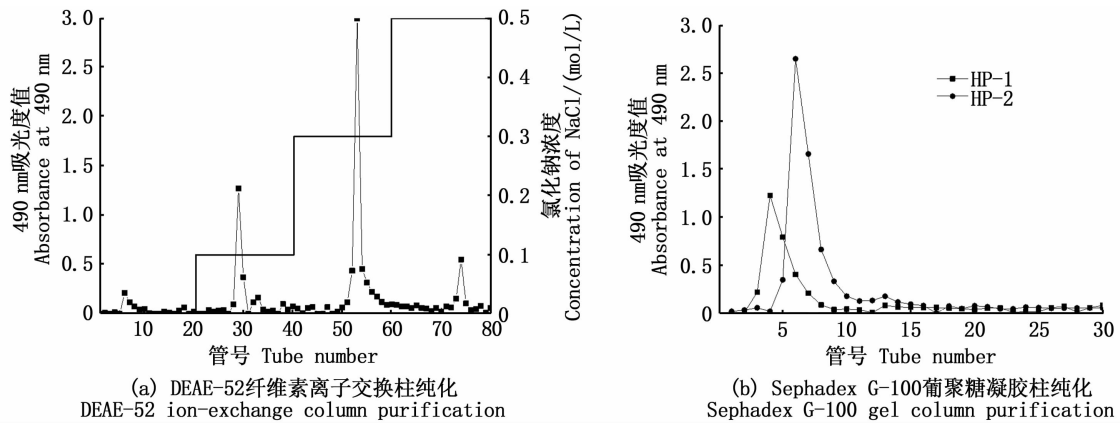 3.0
2.5
2.0
1.5
1.0
0.5
0
490 nm吸光度值
Absorbance at 490 nm
10 20 30 40 50 60 70 80
0.5
0.4
0.3
0.2
0.1
0
氯化钠浓度
Concentration of NaCl/(mol/L)
管号 Tube number
(a) DEAE-52纤维素离子交换柱纯化
DEAE-52 ion-exchange column purification
3.0
2.5
2.0
1.5
1.0
0.5
0
490 nm吸光度值
Absorbance at 490 nm
HP-1
HP-2
5 10 15 20 25 30
管号 Tube number
(b) Sephadex G-100葡聚糖凝胶柱纯化
Sephadex G-100 gel column purification